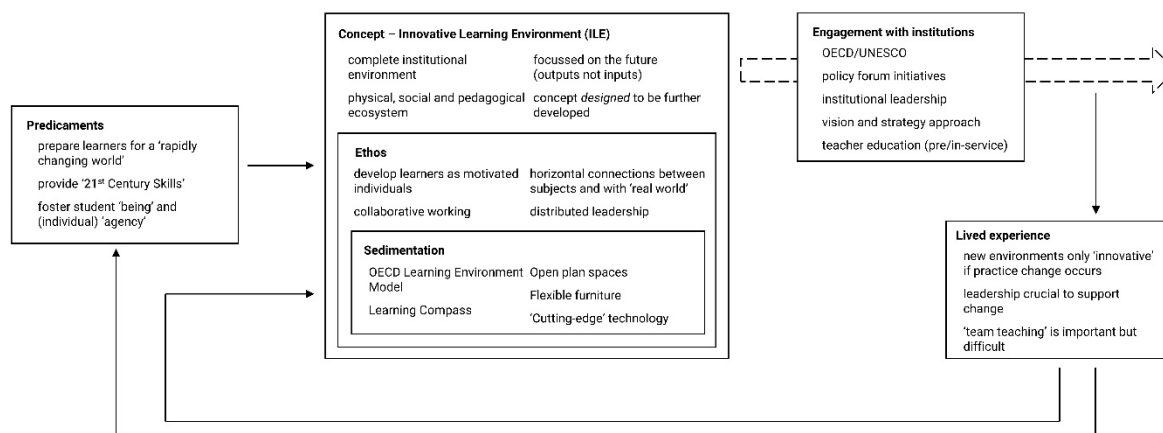 Predicaments
prepare learners for a ‘rapidly
changing world’
provide ‘21st Century Skills’
foster student ‘being’ and
(individual) ‘agency’
Concept – Innovative Learning Environment (ILE)
complete institutional
environment
focussed on the future
(outputs not inputs)
physical, social and pedagogical
ecosystem
concept designed to be further
developed
Ethos
develop learners as motivated
individuals
horizontal connections between
subjects and with ‘real world’
collaborative working
distributed leadership
Sedimentation
OECD Learning Environment
Model
Learning Compass
Open plan spaces
Flexible furniture
‘Cutting-edge’ technology
Engagement with institutions
OECD/UNESCO
policy forum initiatives
institutional leadership
vision and strategy approach
teacher education (pre/in-service)
Lived experience
new environments only ‘innovative’
if practice change occurs
leadership crucial to support
change
‘team teaching’ is important but
difficult